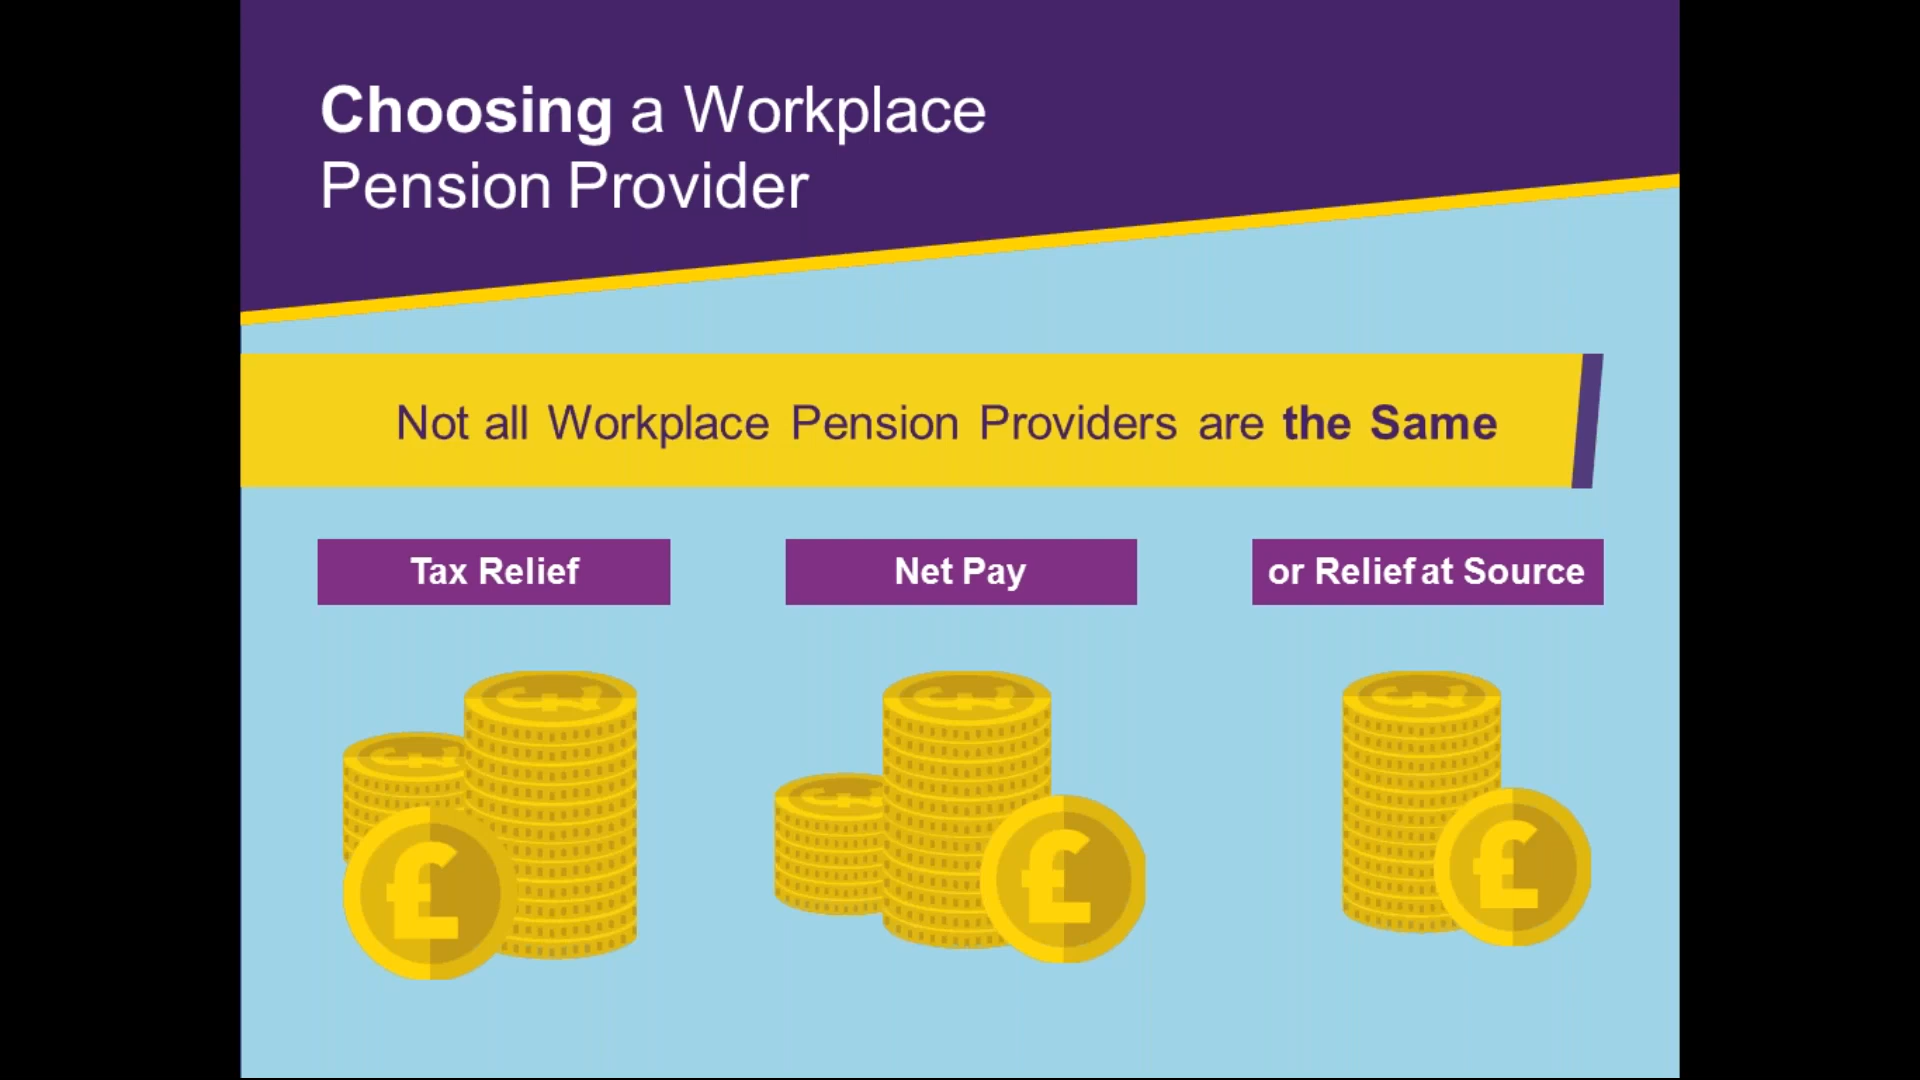 Choosing a Workplace
Pension Provider
Not all Workplace Pension Providers are the Same
Tax Relief
Net Pay
or Relief at Source
£
£
£